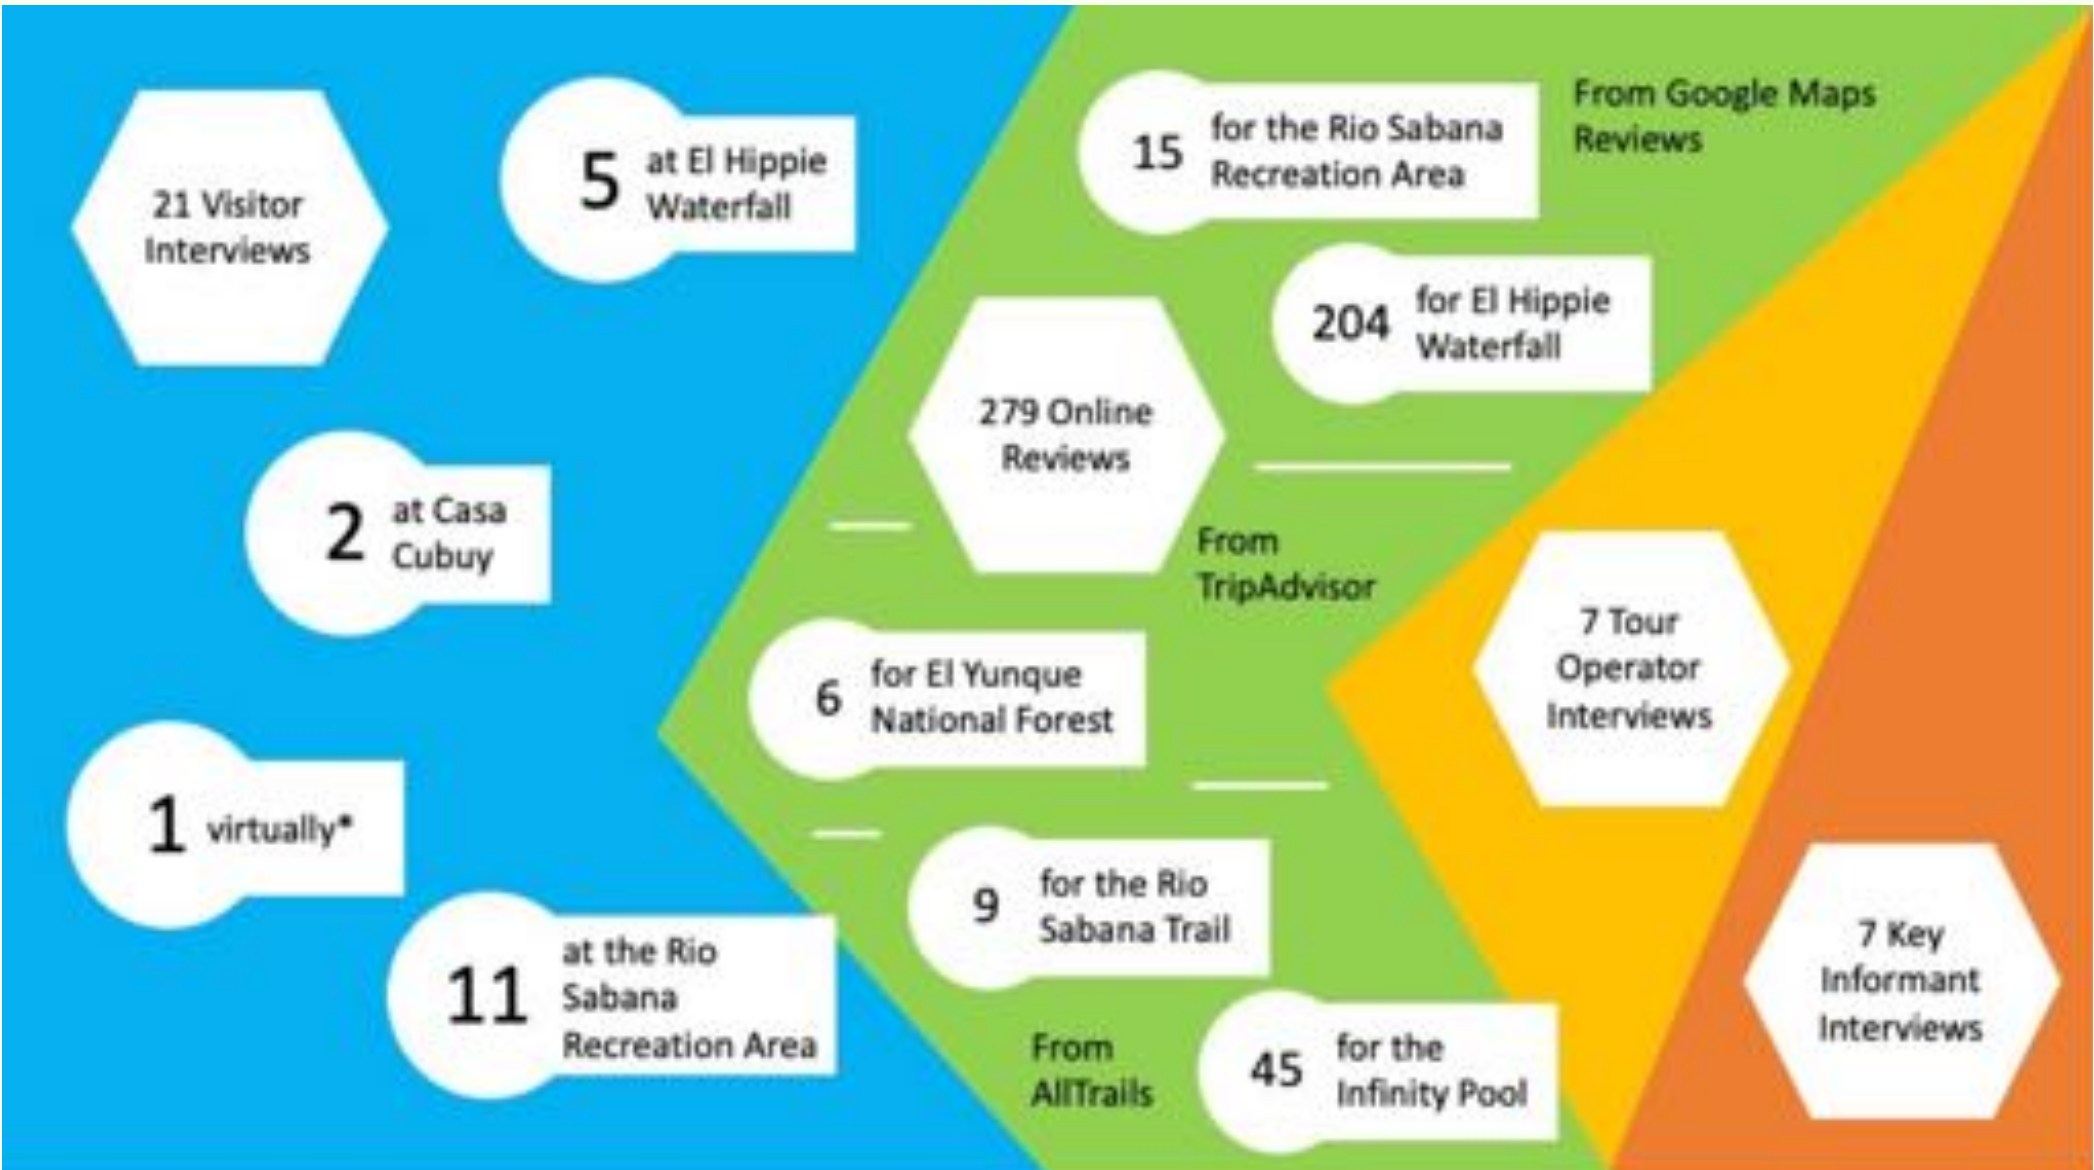 21 Visitor
Interviews
5
at El Hippie
Waterfall
2
at Casa
Cubuy
1
virtually*
11
at the Rio
Sabana
Recreation Area
15
for the Rio Sabana
Recreation Area
From Google Maps
Reviews
204
for El Hippie
Waterfall
279 Online
Reviews
From
TripAdvisor
6
for El Yunque
National Forest
9
for the Rio
Sabana Trail
From
AllTrails
45
for the
Infinity Pool
7 Tour
Operator
Interviews
7 Key
Informant
Interviews